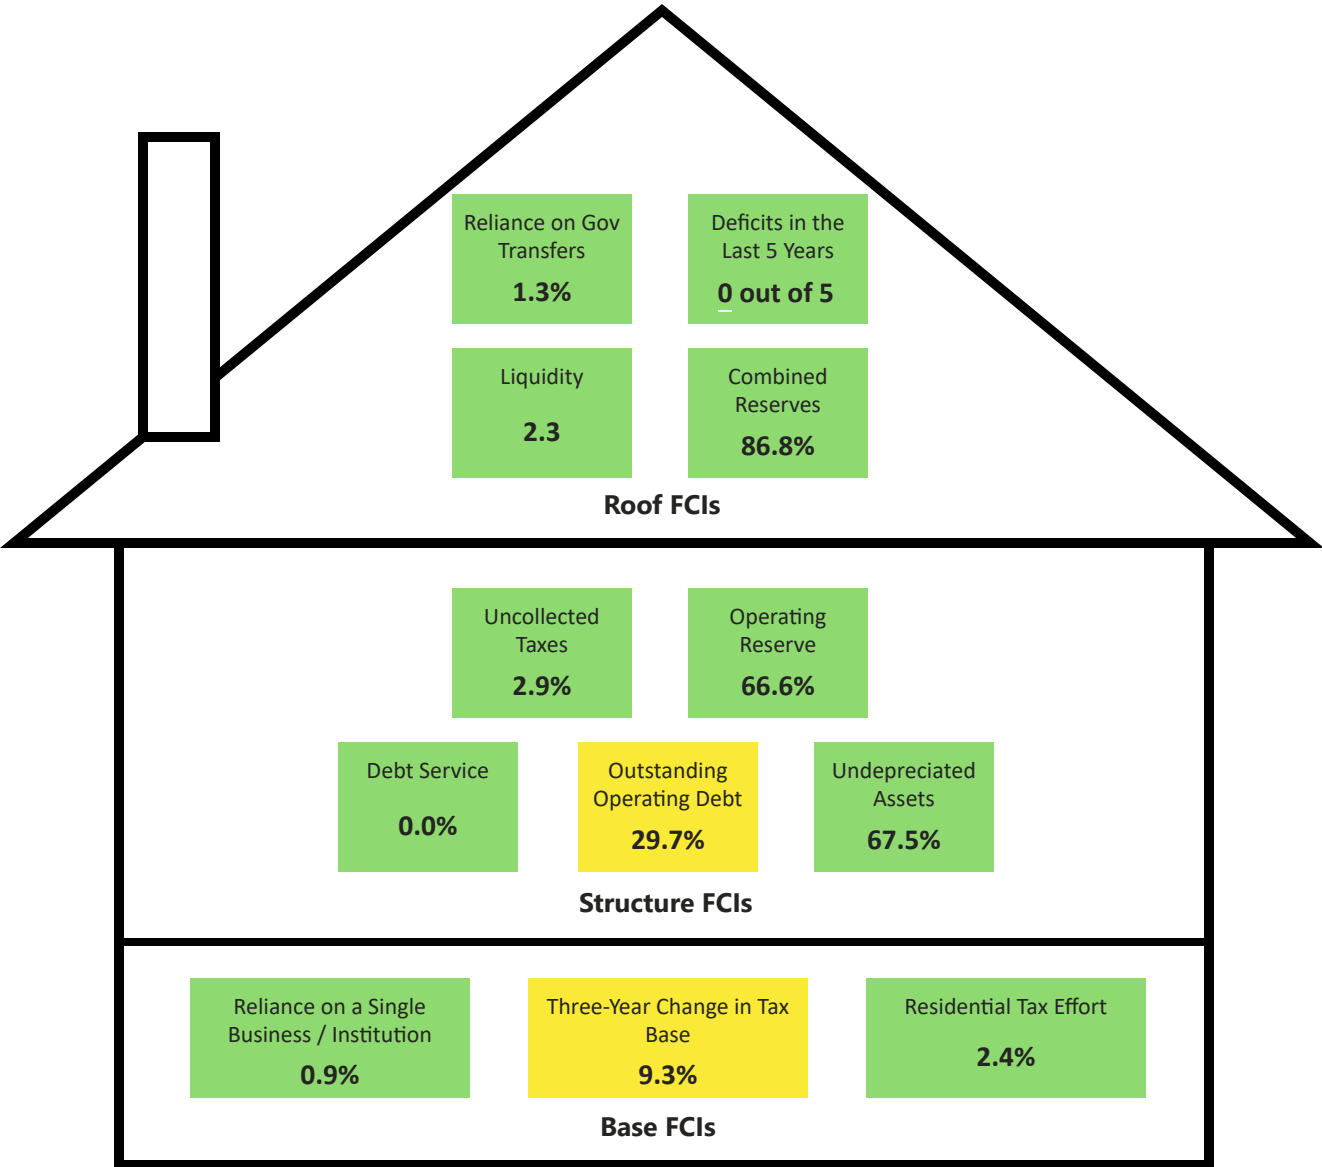 Reliance on Gov
Transfers
1.3%
Deficits in the
Last 5 Years
0 out of 5
Liquidity
2.3
Combined
Reserves
86.8%
Roof FCIs
Uncollected
Taxes
2.9%
Operating
Reserve
66.6%
Debt Service
0.0%
Outstanding
Operating Debt
29.7%
Undepreciated
Assets
67.5%
Structure FCIs
Reliance on a Single
Business / Institution
0.9%
Three-Year Change in Tax
Base
9.3%
Residential Tax Effort
2.4%
Base FCIs